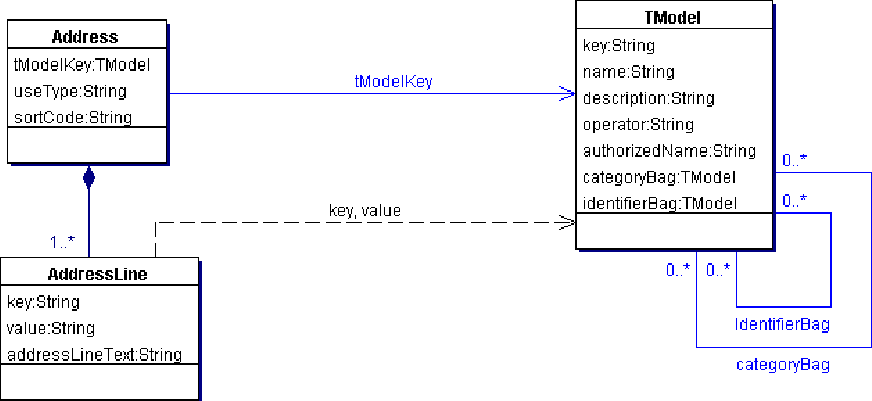 Address
tModelKey:TModel
useType:String
sortCode:String
tModelKey
TModel
key:String
name:String
description:String
operator:String
authorizedName:String
categoryBag:TModel
identifierBag:TModel
0..*
0..*
key, value
1..*
AddressLine
key:String
value:String
addressLineText:String
0..*
0..*
IdentifierBag
categoryBag